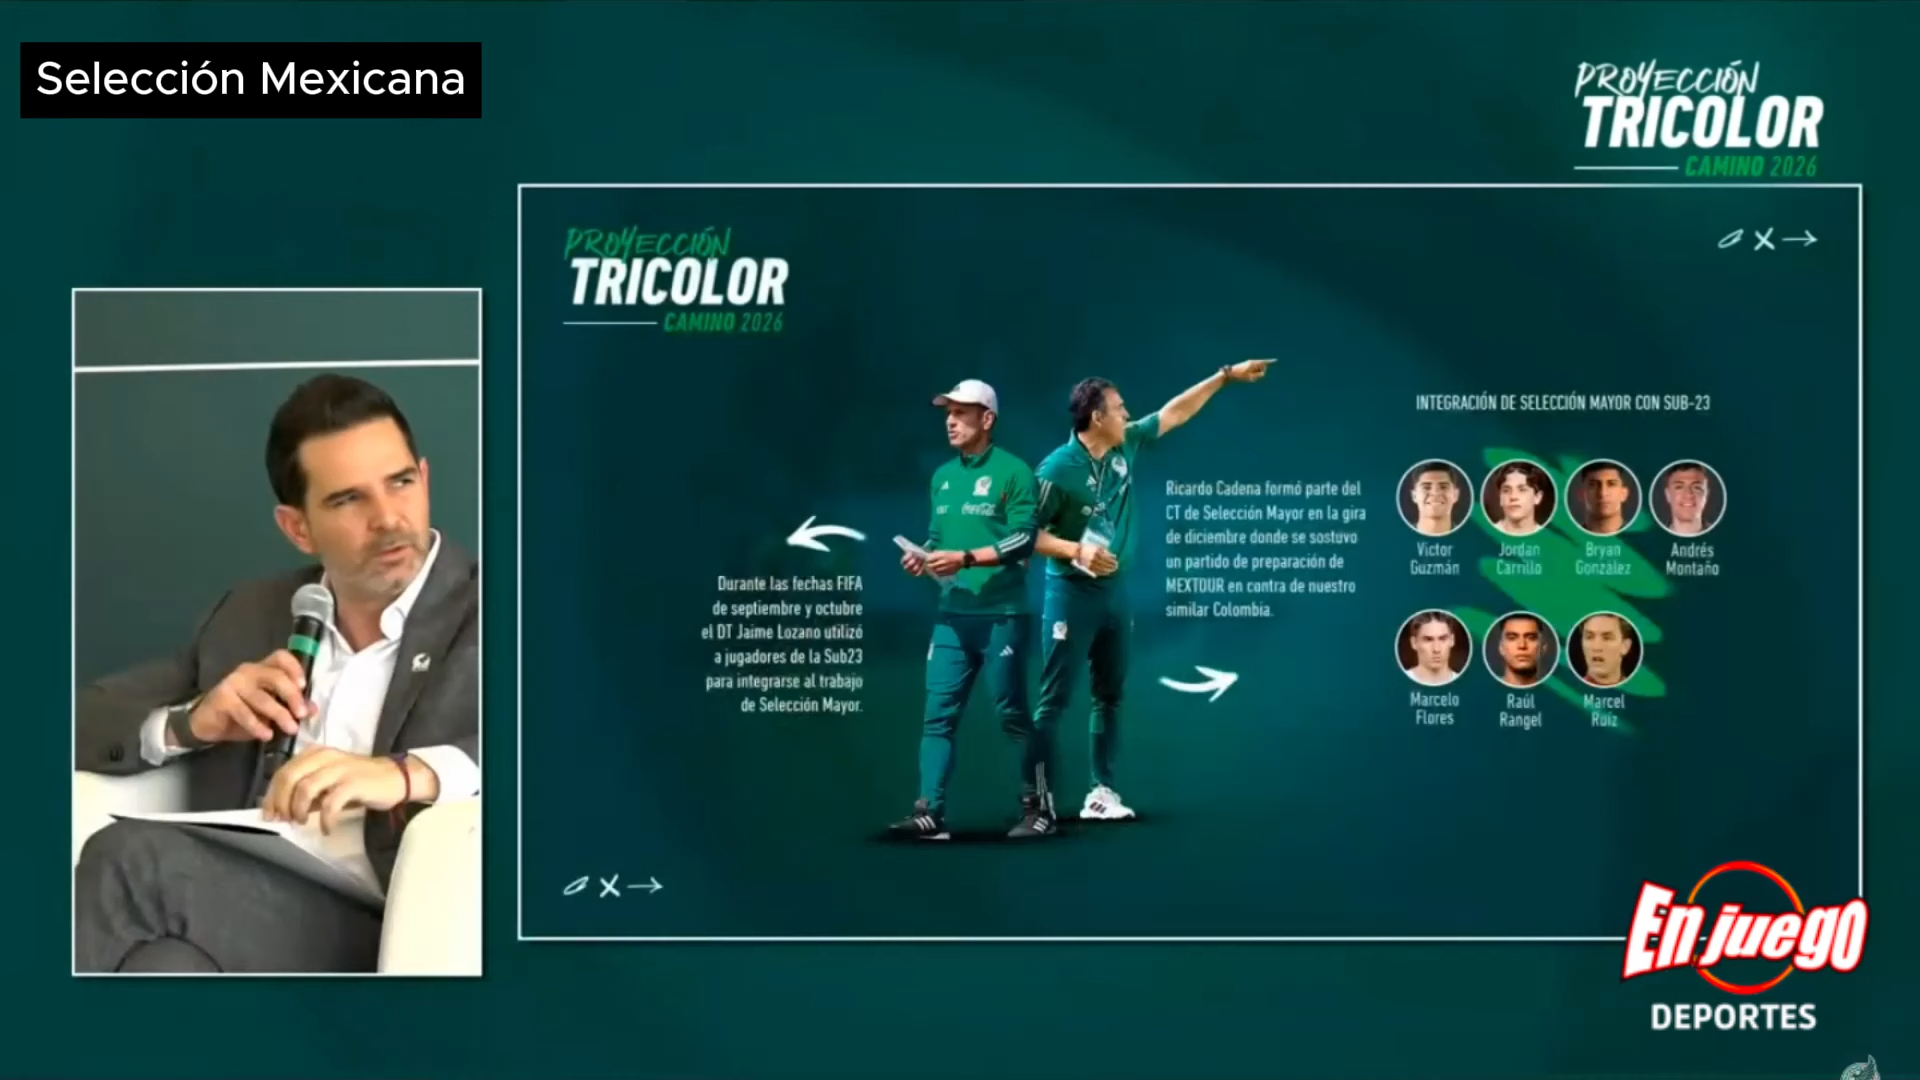 Selección Mexicana
PROYECCIÓN
TRICOLOR
CAMINO 2026
PROYECCIÓN
TRICOLOR
CAMINO 2026
Durante las fechas FIFA
de septiembre y octubre
el DT Jaime Lozano utilizó
a jugadores de la Sub23
para integrarse al trabajo
de Selección Mayor.
Ricardo Cadena formó parte del
CT de Selección Mayor en la gira
de diciembre donde se sostuvo
un partido de preparación de
MEXTOUR en contra de nuestro
similar Colombia.
INTEGRACIÓN DE SELECCIÓN MAYOR CON SUB-23
Victor
Guzmán
Jordan
Carrillo
Bryan
González
Andrés
Montaño
Marcelo
Flores
Raúl
Rangel
Marcel
Ruiz
En juego
DEPORTES